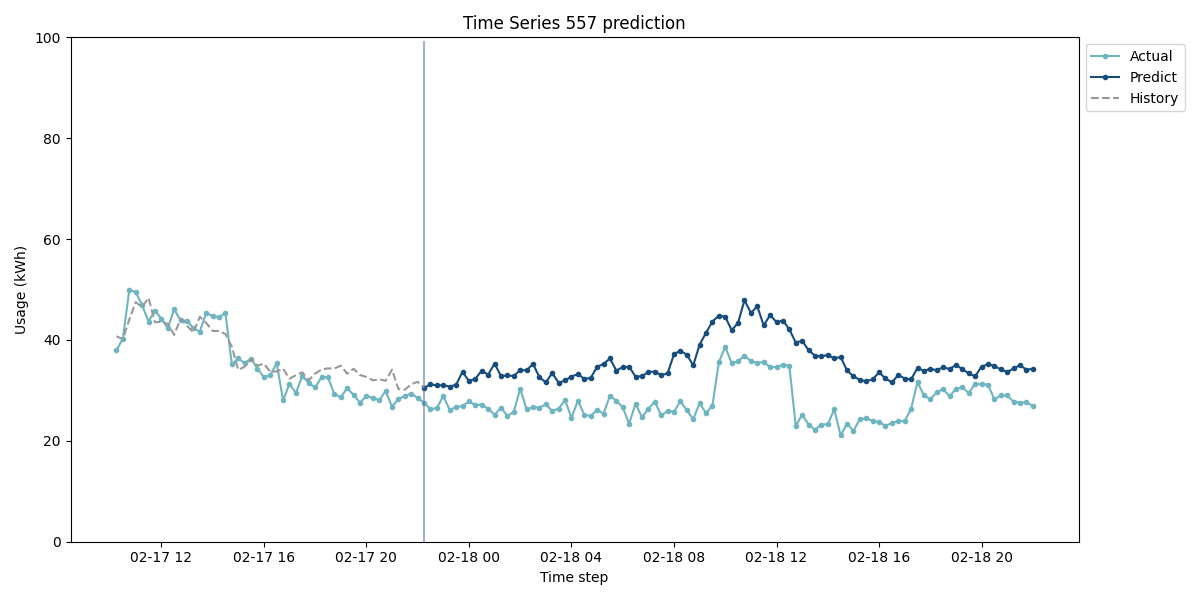 Time Series 557 prediction
100
80
60
40
20
0
Usage (kWh)
02-17 12
02-17 16
02-17 20
02-18 00
02-18 04
02-18 08
02-18 12
02-18 16
02-18 20
Time step
Actual
Predict
History